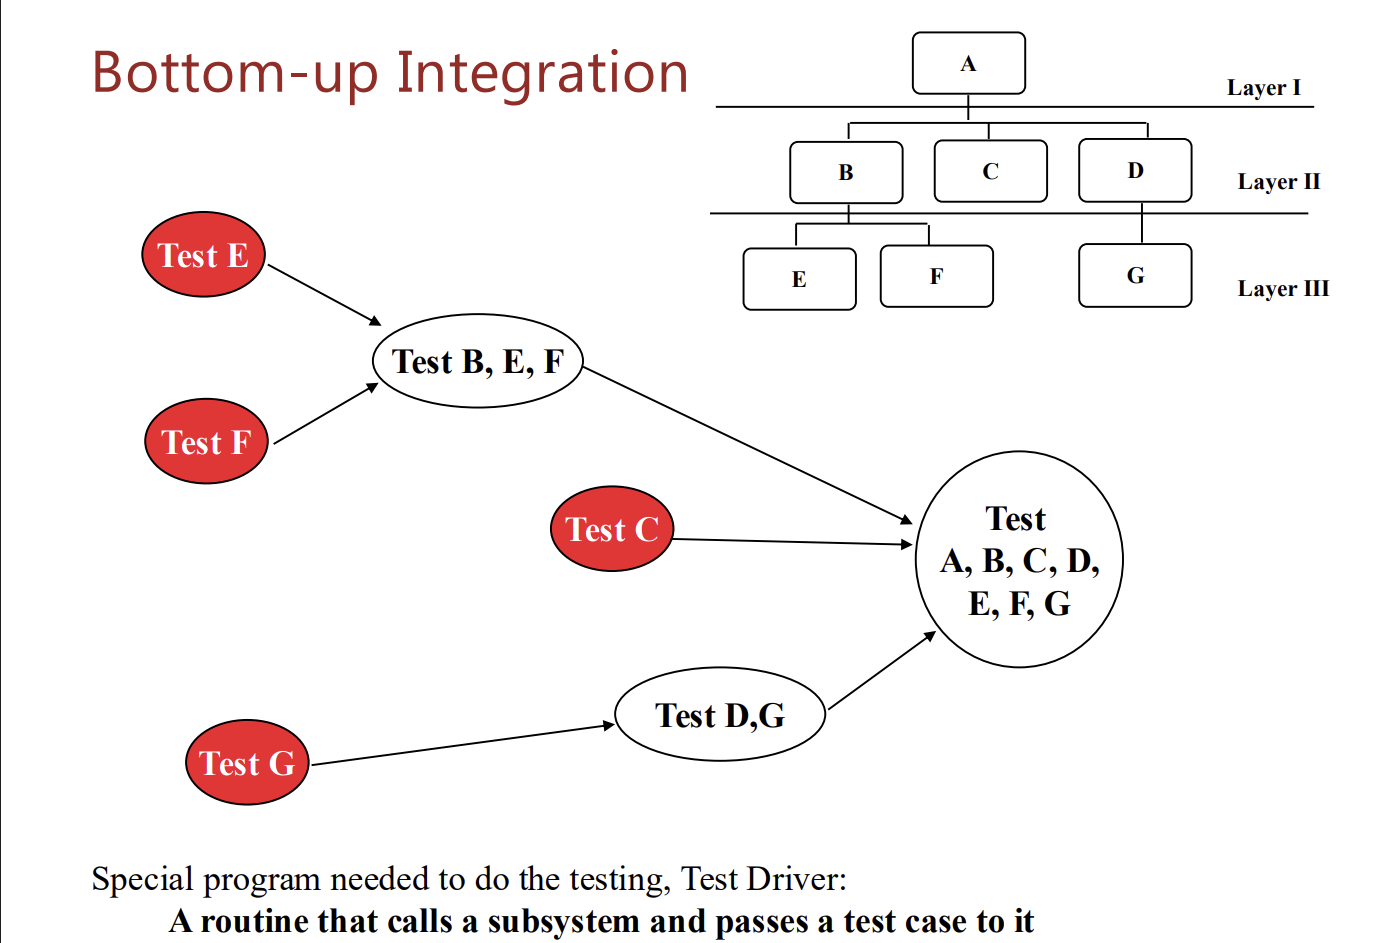 Bottom-up Integration
A
Layer I
B
C
D
Layer II
E
F
G
Layer III
Test E
Test B, E, F
Test F
Test C
Test
A, B, C, D,
E, F, G
Test D,G
Test G
Special program needed to do the testing, Test Driver:
A routine that calls a subsystem and passes a test case to it